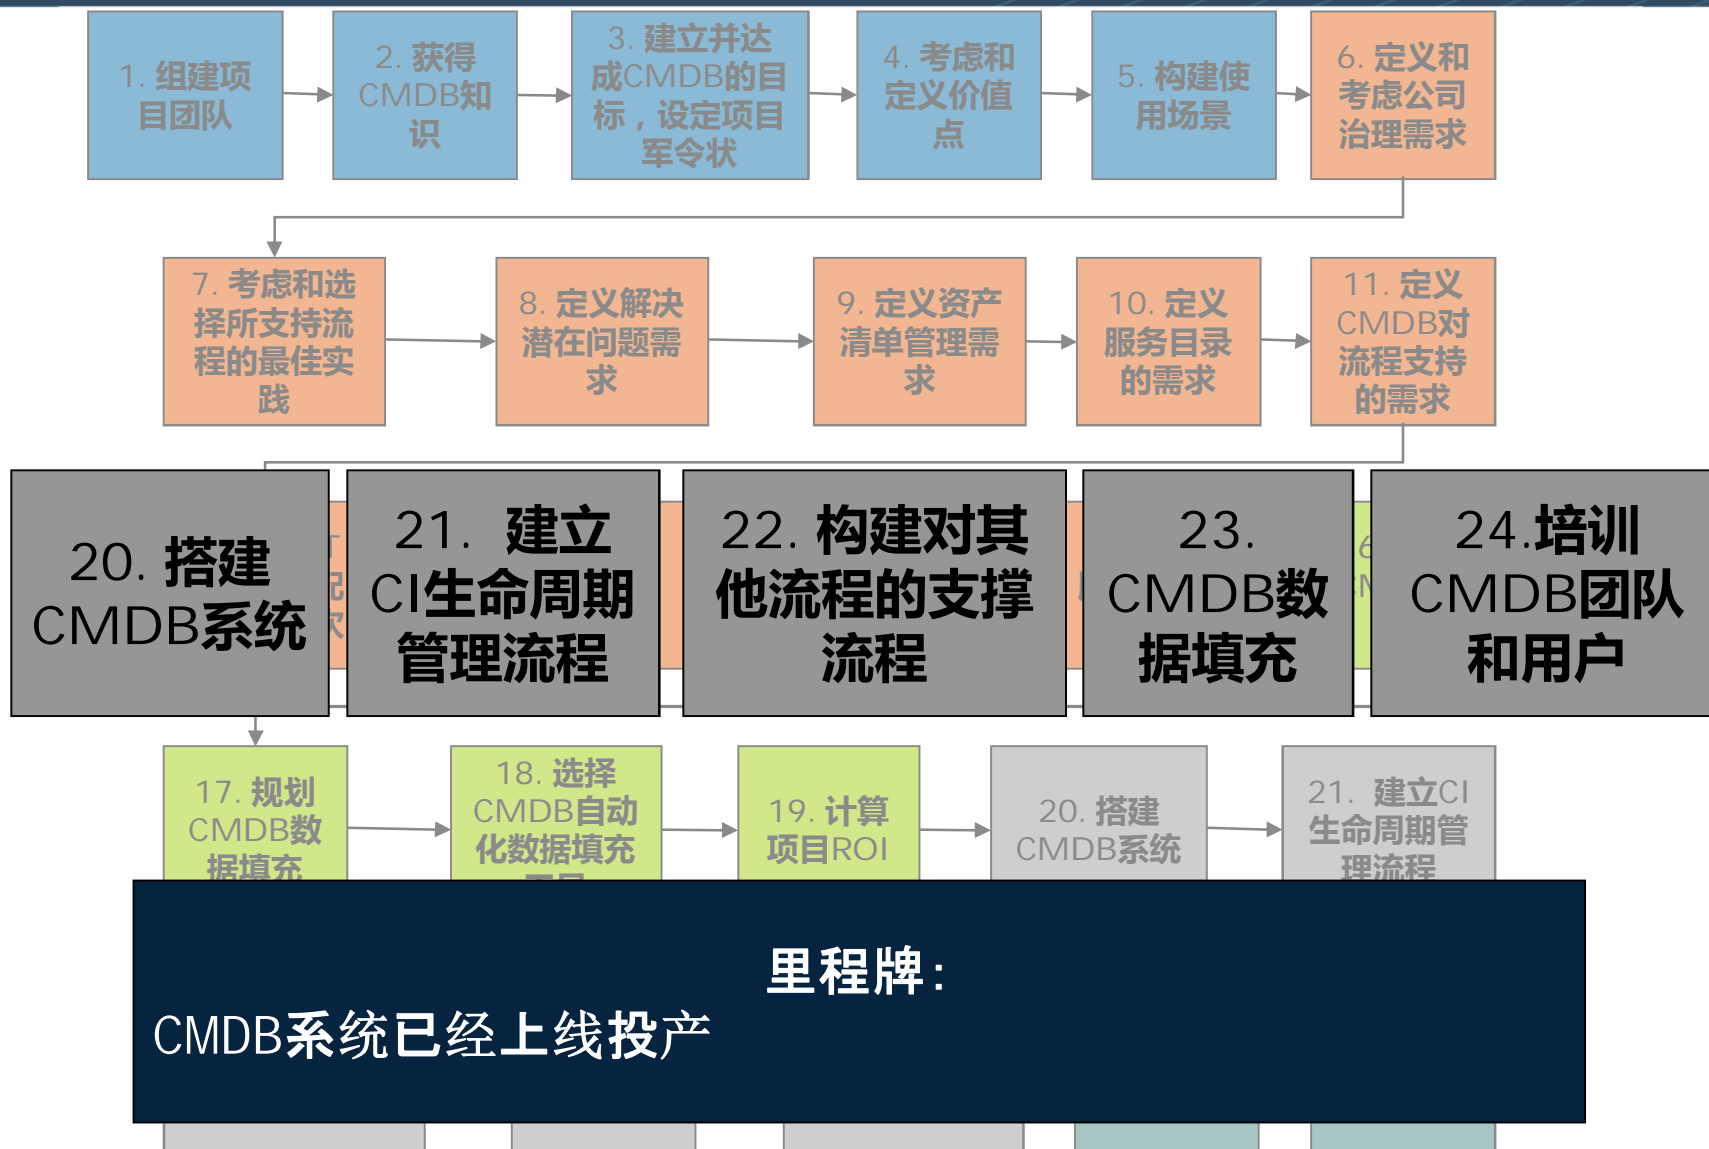 1. 组建项
目团队
2. 获得
CMDB知
识
3. 建立并达
成CMDB的目
标，设定项目
军令状
4. 考虑和
定义价值
点
5. 构建使
用场景
6. 定义和
考虑公司
治理需求
7. 考虑和选
择所支持流
程的最佳实
践
8. 定义解决
潜在问题需
求
9. 定义资产
清单管理需
求
10. 定义
服务目录
的需求
11. 定义
CMDB对
流程支持
的需求
20. 搭建
CMDB系统
21. 建立
CI生命周期
管理流程
22. 构建对其
他流程的支撑
流程
23.
CMDB数
据填充
24.培训
CMDB团队
和用户
17. 规划
CMDB数
据填充
18. 选择
CMDB自动
化数据填充
19. 计算
项目ROI
20. 搭建
CMDB系统
21. 建立CI
生命周期管
理流程
里程牌：
CMDB系统已经上线投产